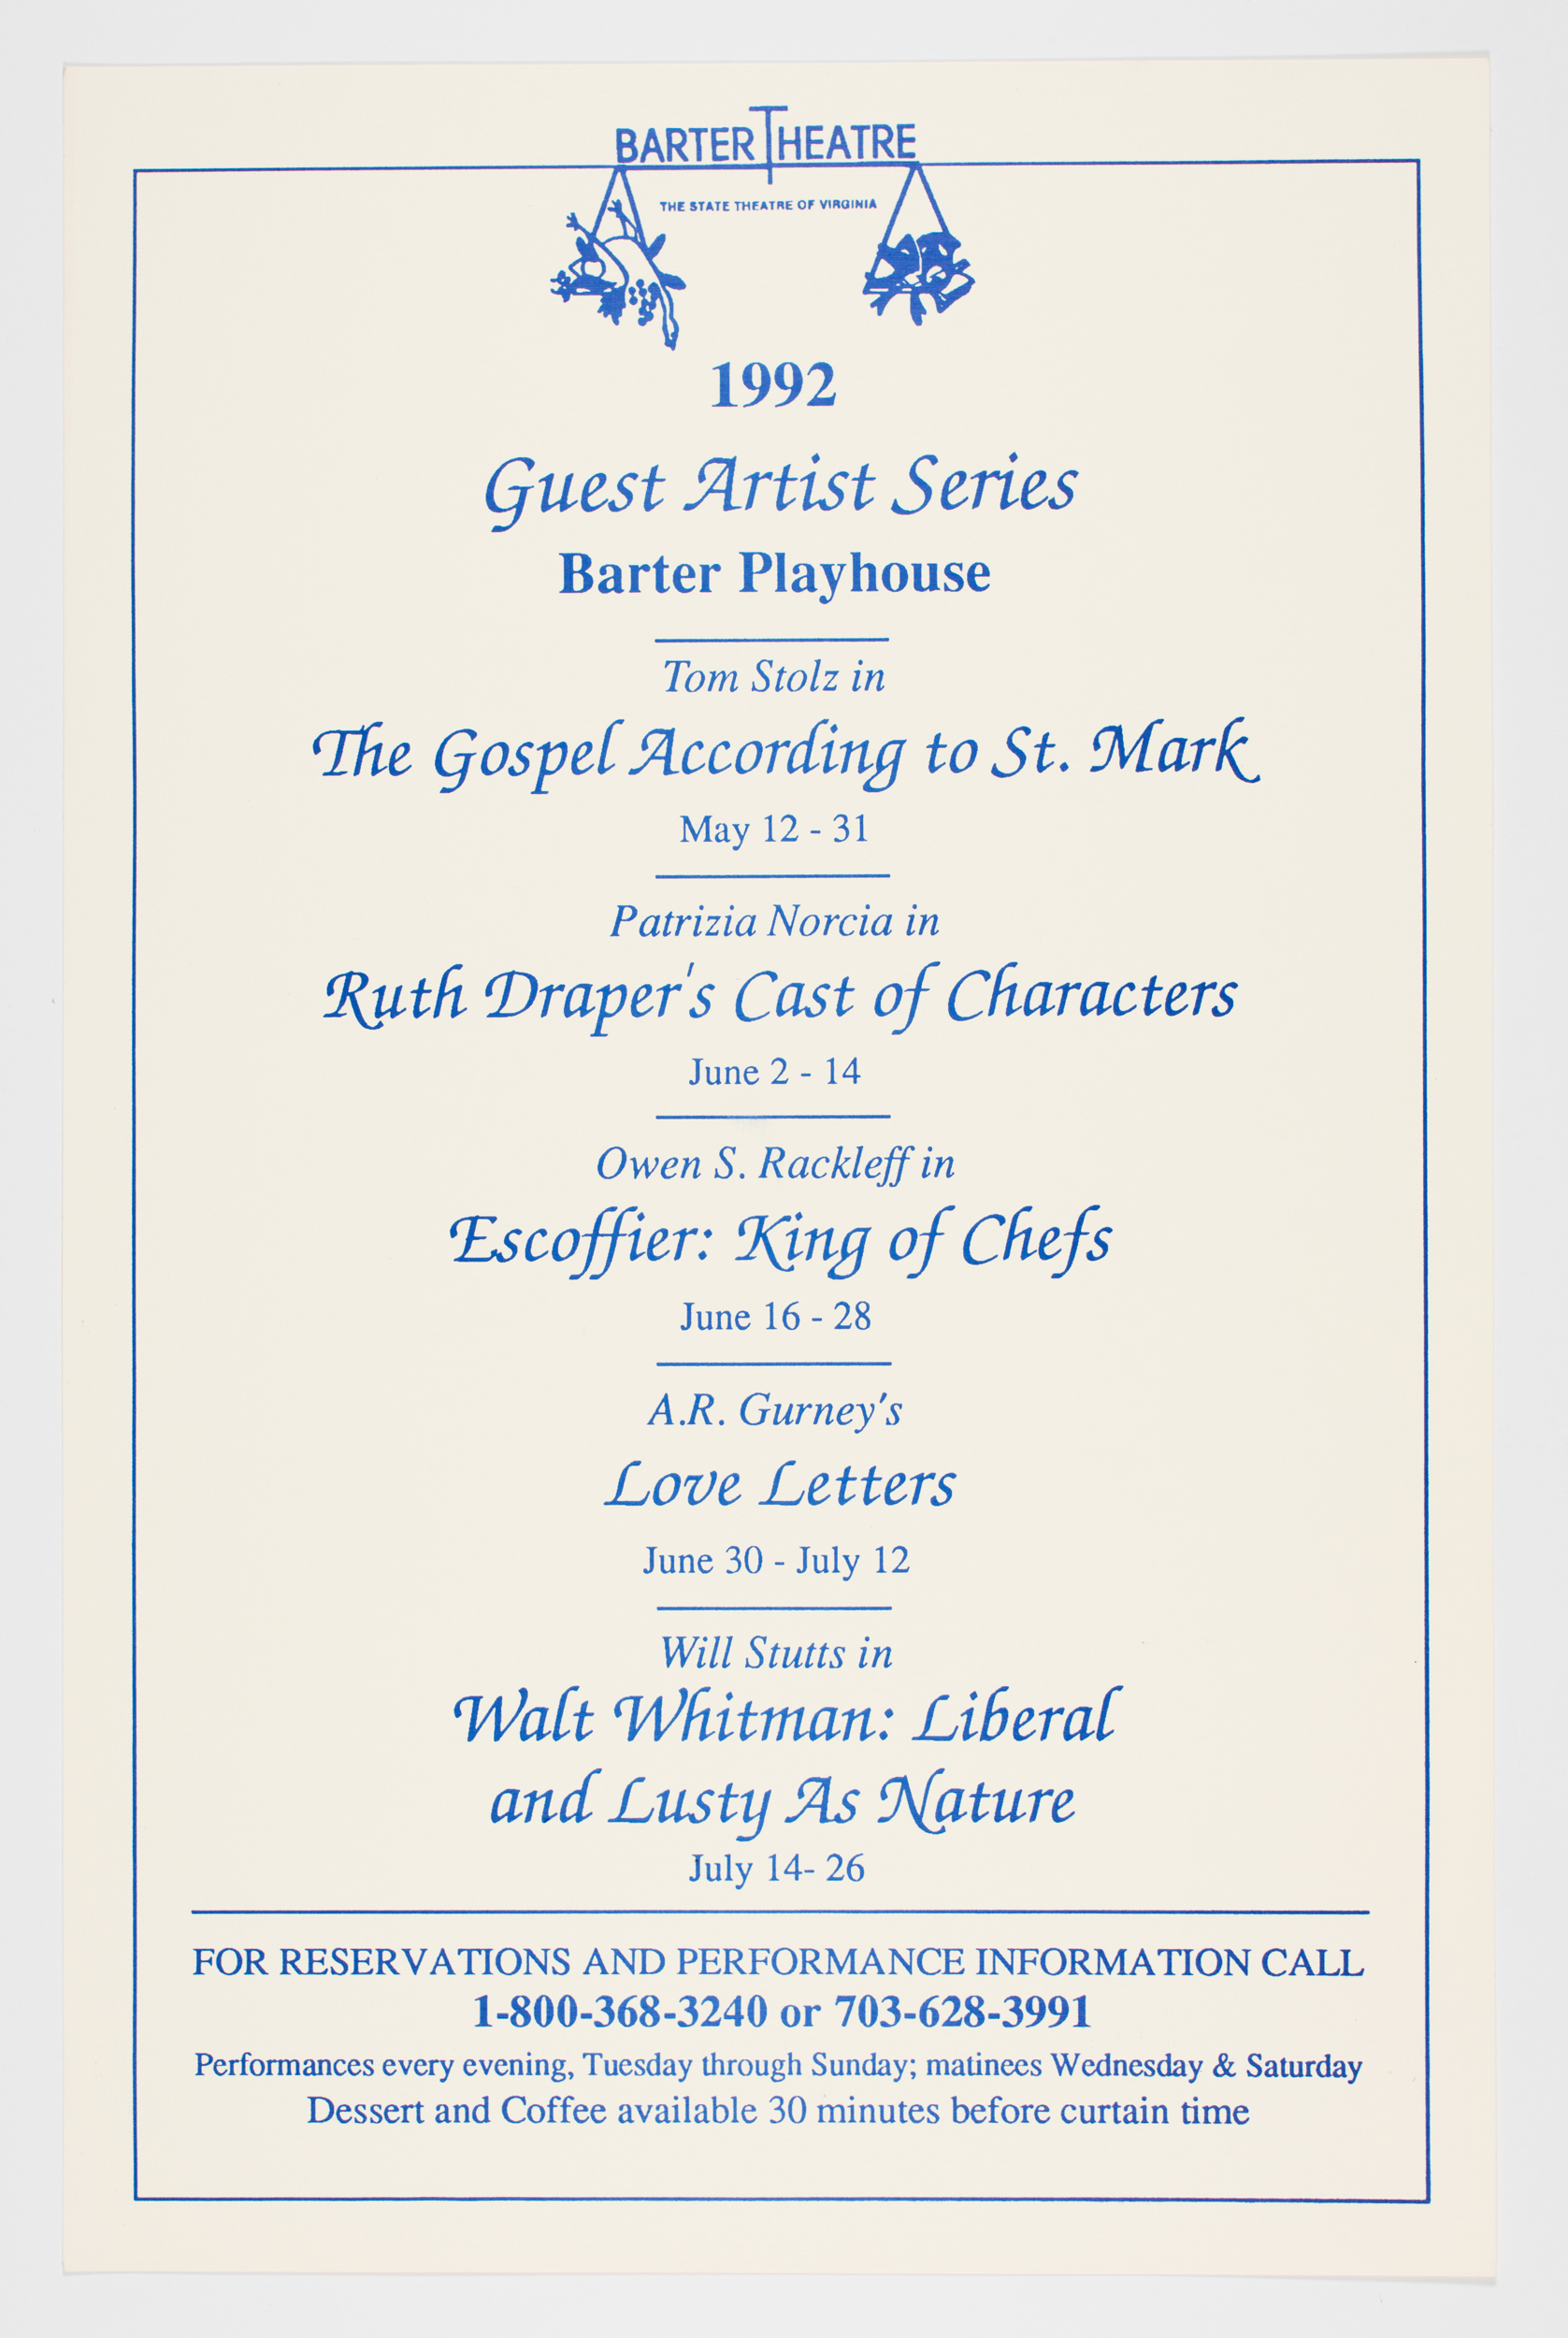 BARTER THEATRE
THE STATE THEATRE OF VIRGINIA
1992
Guest Artist Series
Barter Playhouse
Tom Stolz in
The Gospel According to St. Mark
May 12 - 31
Patrizia Norcia in
Ruth Draper's Cast of Characters
June 2 - 14
Owen S. Rackleff in
Escoffier: King of Chefs
June 16 - 28
A.R. Gurney's
Love Letters
June 30 - July 12
Will Stutts in
Walt Whitman: Liberal
and Lusty As Nature
July 14- 26
FOR RESERVATIONS AND PERFORMANCE INFORMATION CALL
1-800-368-3240 or 703-628-3991
Performances every evening, Tuesday through Sunday; matinees Wednesday & Saturday
Dessert and Coffee available 30 minutes before curtain time